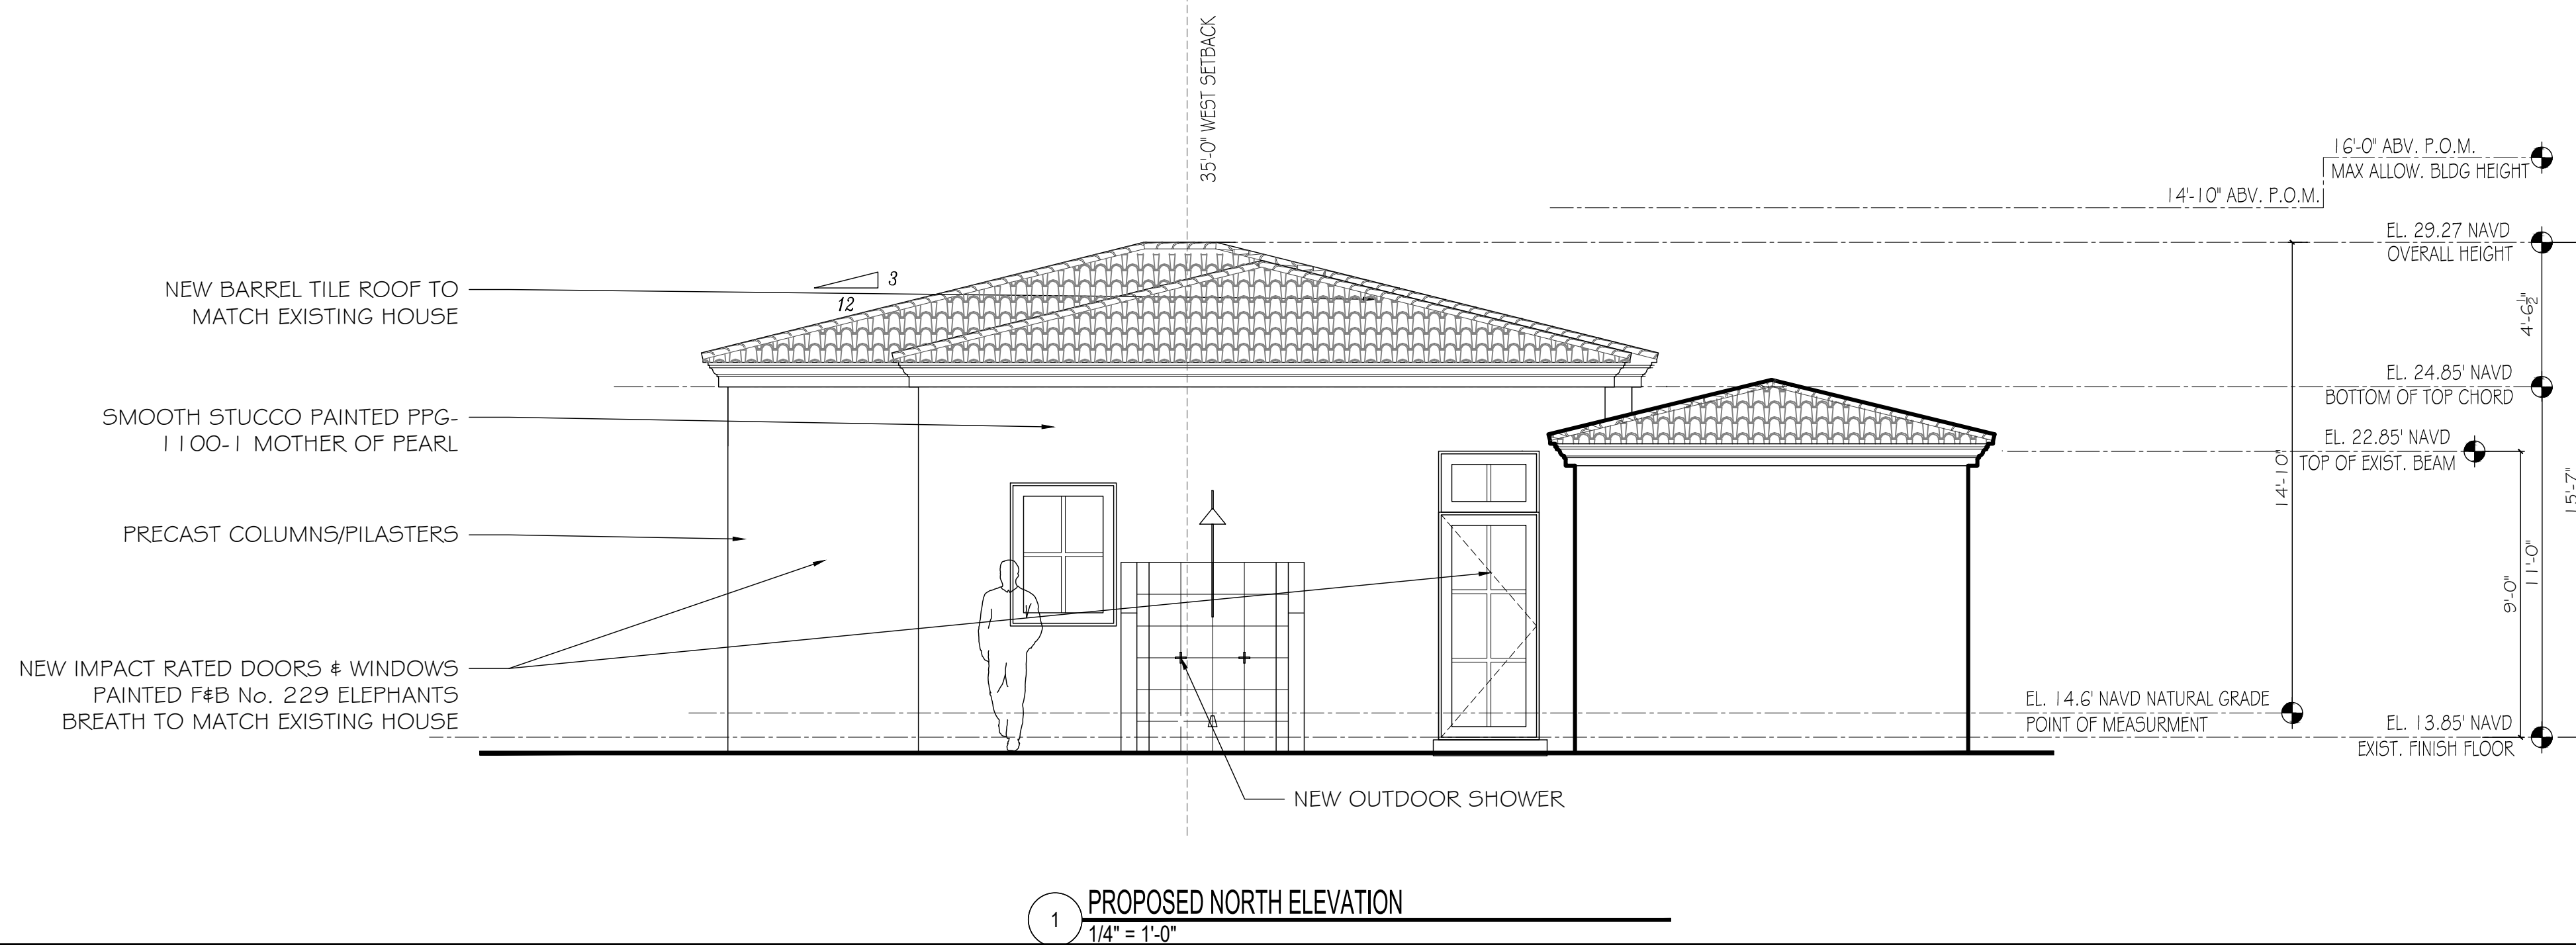 35'-0" WEST SETBACK
16'-0" ABV. P.O.M.
MAX ALLOW. BLDG HEIGHT
14'-10" ABV. P.O.M.
EL. 29.27 NAVD
OVERALL HEIGHT
3
12
NEW BARREL TILE ROOF TO
MATCH EXISTING HOUSE
4'-6½"
EL. 24.85' NAVD
BOTTOM OF TOP CHORD
SMOOTH STUCCO PAINTED PPG-
1100-1 MOTHER OF PEARL
EL. 22.85' NAVD
TOP OF EXIST. BEAM
14'-10"
15'-7"
PRECAST COLUMNS/PILASTERS
11'-0"
9'-0"
NEW IMPACT RATED DOORS & WINDOWS
PAINTED F&B No. 229 ELEPHANTS
BREATH TO MATCH EXISTING HOUSE
EL. 14.6' NAVD NATURAL GRADE
POINT OF MEASURMENT
EL. 13.85' NAVD
EXIST. FINISH FLOOR
NEW OUTDOOR SHOWER
1
PROPOSED NORTH ELEVATION
1/4" = 1'-0"